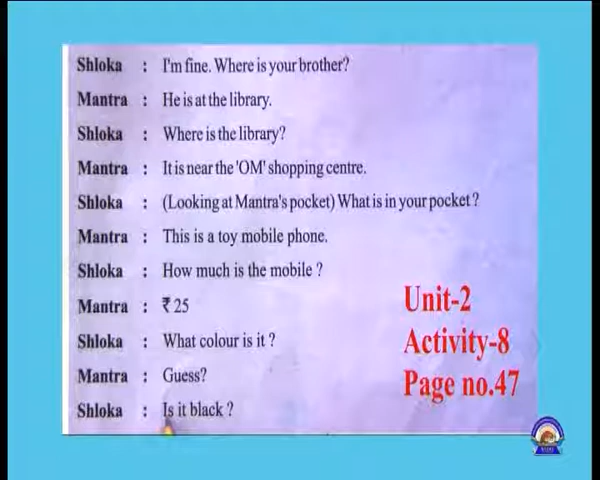 Shloka : I'm fine. Where is your brother?
Mantra : He is at the library.
Shloka : Where is the library?
Mantra : It is near the 'OM' shopping centre.
Shloka : (Looking at Mantra's pocket) What is in your pocket ?
Mantra : This is a toy mobile phone.
Shloka : How much is the mobile ?
Mantra : ₹ 25
Shloka : What colour is it ?
Mantra : Guess?
Shloka : Is it black ?
Unit-2
Activity-8
Page no.47